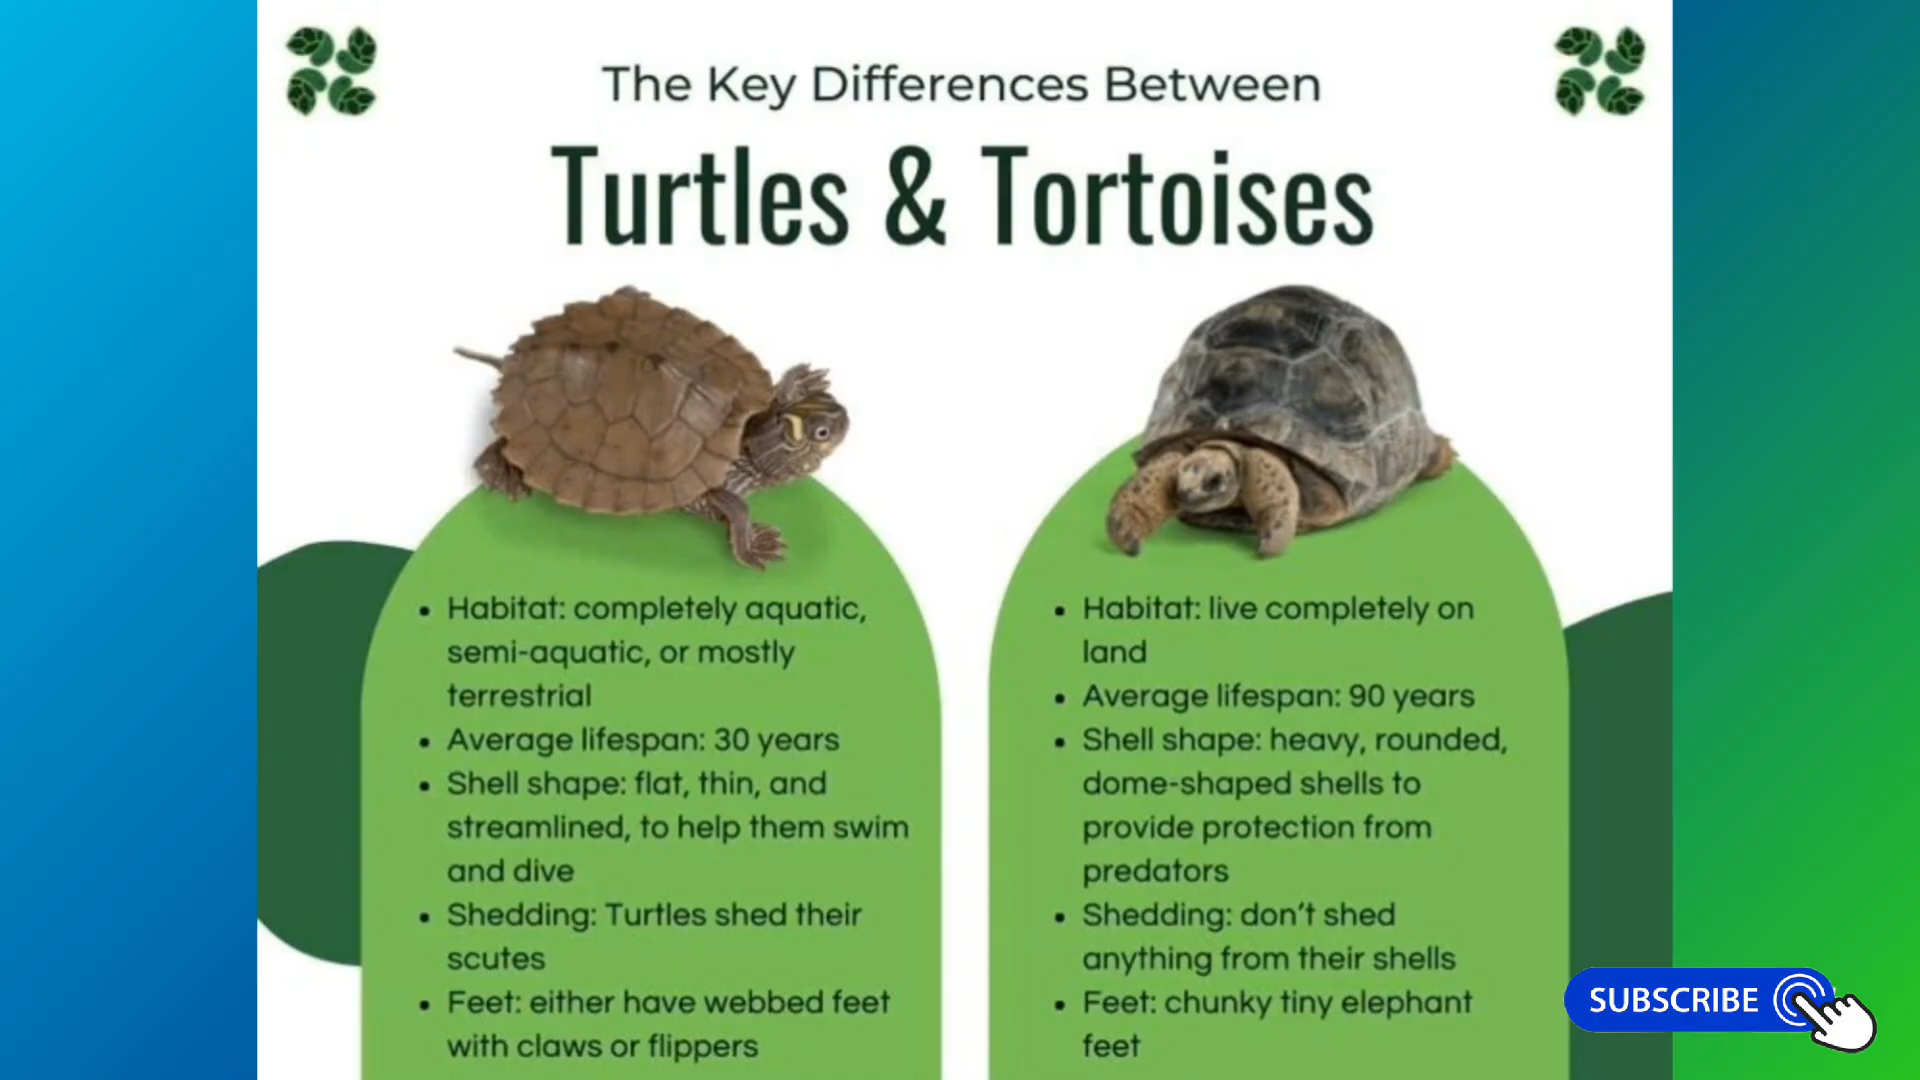 The Key Differences Between
Turtles & Tortoises
• Habitat: completely aquatic,
semi-aquatic, or mostly
terrestrial
• Average lifespan: 30 years
• Shell shape: flat, thin, and
streamlined, to help them swim
and dive
• Shedding: Turtles shed their
scutes
• Feet: either have webbed feet
with claws or flippers
• Habitat: live completely on
land
• Average lifespan: 90 years
• Shell shape: heavy, rounded,
dome-shaped shells to
provide protection from
predators
• Shedding: don’t shed
anything from their shells
• Feet: chunky tiny elephant
feet
SUBSCRIBE